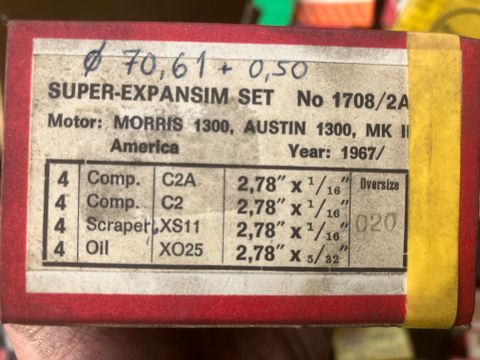 ø 70,61 + 0,50
SUPER-EXPANSIM SET No 1708/2A
Motor: MORRIS 1300, AUSTIN 1300, MK II
America Year: 1967/
4 Comp. C2A 2,78" x 1/16" Oversize
4 Comp. C2 2,78" x 1/16"
4 Scraper XS11 2,78" x 1/16" 020
4 Oil XO25 2,78" x 5/32"